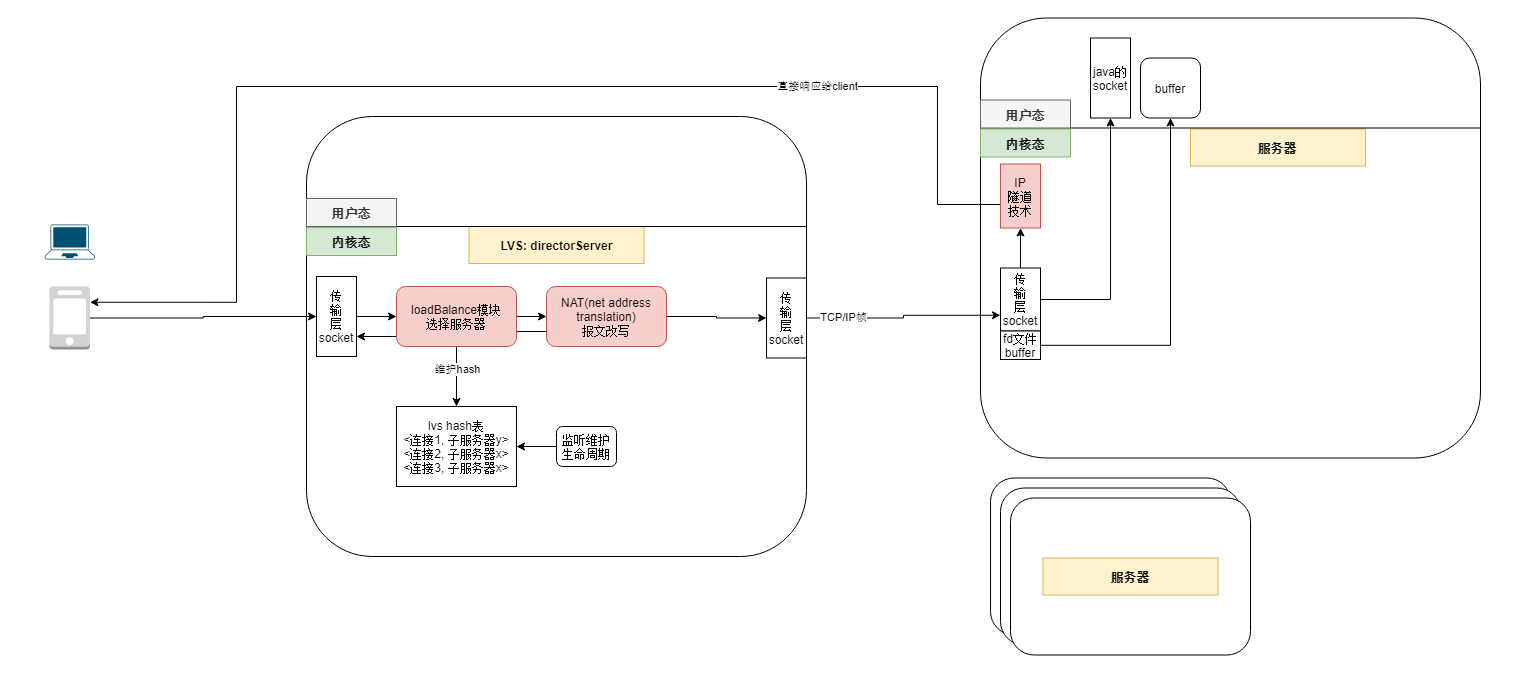 直接响应给client
用户态
内核态
LVS: directorServer
传
输
层
socket
loadBalance模块
选择服务器
NAT(net address
translation)
报文改写
传
输
层
socket
维护hash
lvs hash表
<连接1, 子服务器y>
<连接2, 子服务器x>
<连接3, 子服务器x>
监听维护
生命周期
TCP/IP帧
java的
socket
buffer
用户态
内核态
服务器
IP
隧道
技术
传
输
层
socket
fd文件
buffer
服务器